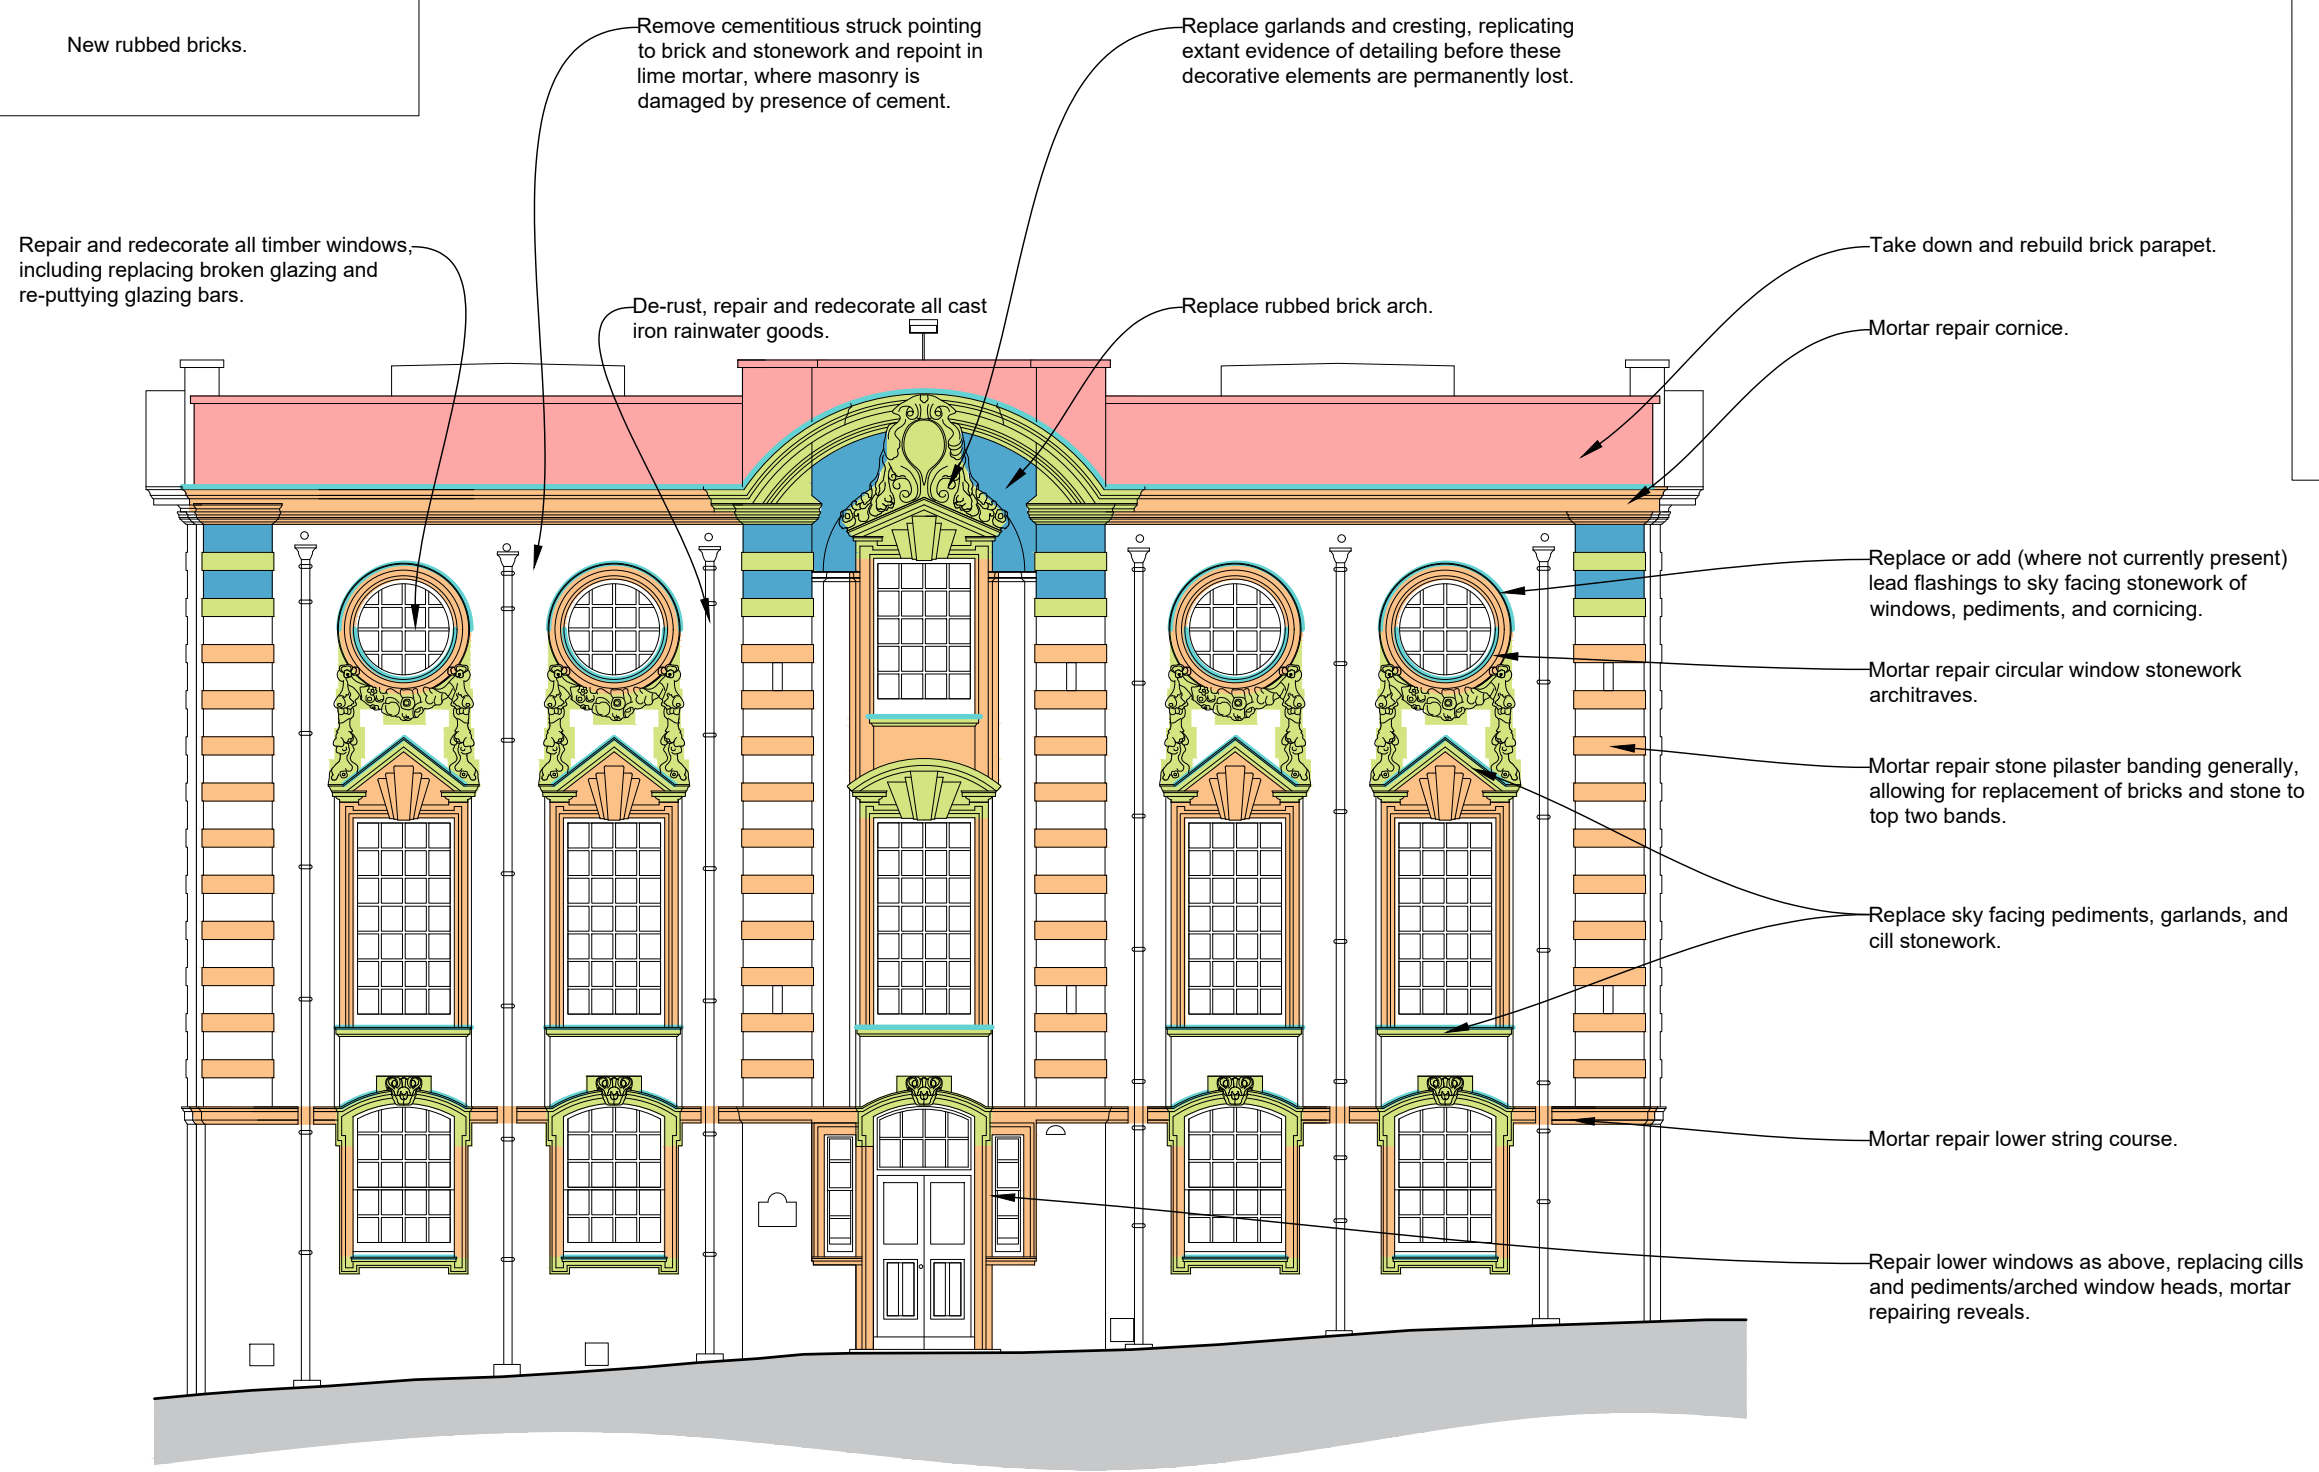 New rubbed bricks.
Remove cementitious struck pointing
to brick and stonework and repoint in
lime mortar, where masonry is
damaged by presence of cement.
Replace garlands and cresting, replicating
extant evidence of detailing before these
decorative elements are permanently lost.
Repair and redecorate all timber windows,
including replacing broken glazing and
re-puttying glazing bars.
De-rust, repair and redecorate all cast
iron rainwater goods.
Replace rubbed brick arch.
Take down and rebuild brick parapet.
Mortar repair cornice.
Replace or add (where not currently present)
lead flashings to sky facing stonework of
windows, pediments, and cornicing.
Mortar repair circular window stonework
architraves.
Mortar repair stone pilaster banding generally,
allowing for replacement of bricks and stone to
top two bands.
Replace sky facing pediments, garlands, and
cill stonework.
Mortar repair lower string course.
Repair lower windows as above, replacing cills
and pediments/arched window heads, mortar
repairing reveals.